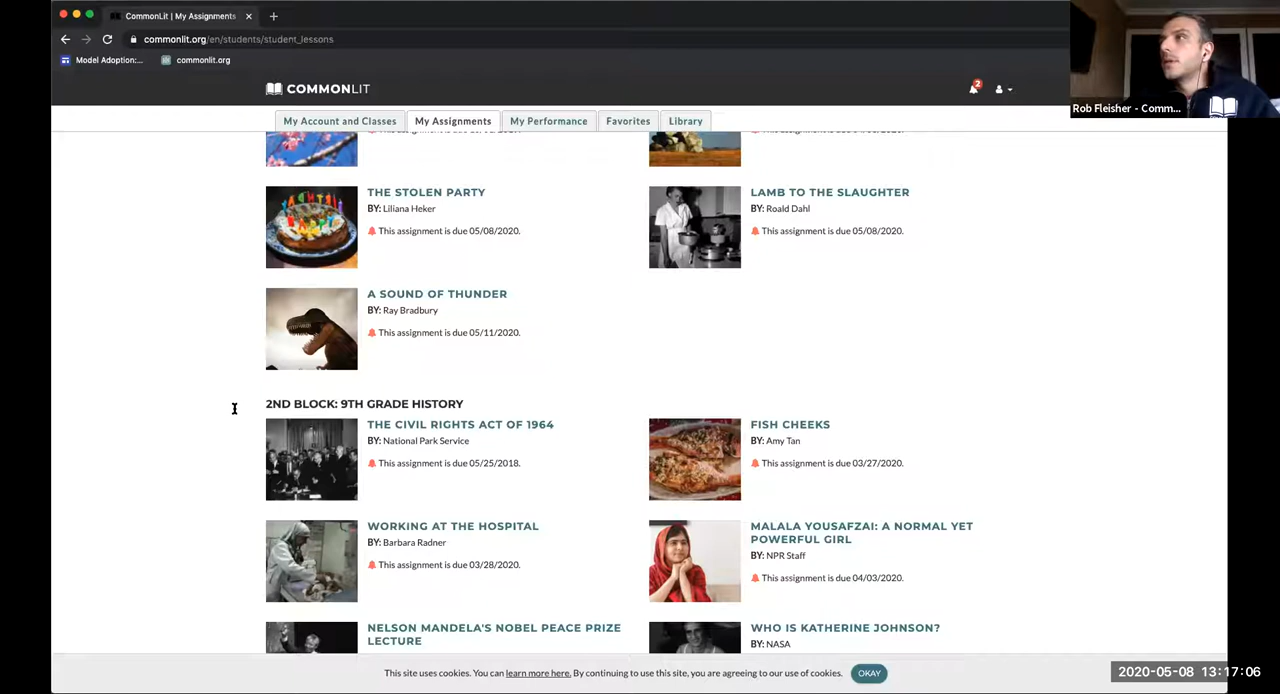 CommonLit | My Assignments
commonlit.org/en/students/student_lessons
Model Adoption:... commonlit.org
COMMONLIT
2
Rob Fleisher - Comm...
My Account and Classes My Assignments My Performance Favorites Library
THE STOLEN PARTY
BY: Liliana Heker
This assignment is due 05/08/2020.
LAMB TO THE SLAUGHTER
BY: Roald Dahl
This assignment is due 05/08/2020.
A SOUND OF THUNDER
BY: Ray Bradbury
This assignment is due 05/11/2020.
2ND BLOCK: 9TH GRADE HISTORY
THE CIVIL RIGHTS ACT OF 1964
BY: National Park Service
This assignment is due 05/25/2018.
FISH CHEEKS
BY: Amy Tan
This assignment is due 03/27/2020.
WORKING AT THE HOSPITAL
BY: Barbara Radner
This assignment is due 03/28/2020.
MALALA YOUSAFZAI: A NORMAL YET
POWERFUL GIRL
BY: NPR Staff
This assignment is due 04/03/2020.
NELSON MANDELA'S NOBEL PEACE PRIZE
LECTURE
WHO IS KATHERINE JOHNSON?
BY: NASA
This site uses cookies. You can learn more here. By continuing to use this site, you are agreeing to our use of cookies. OKAY
2020-05-08 13:17:06